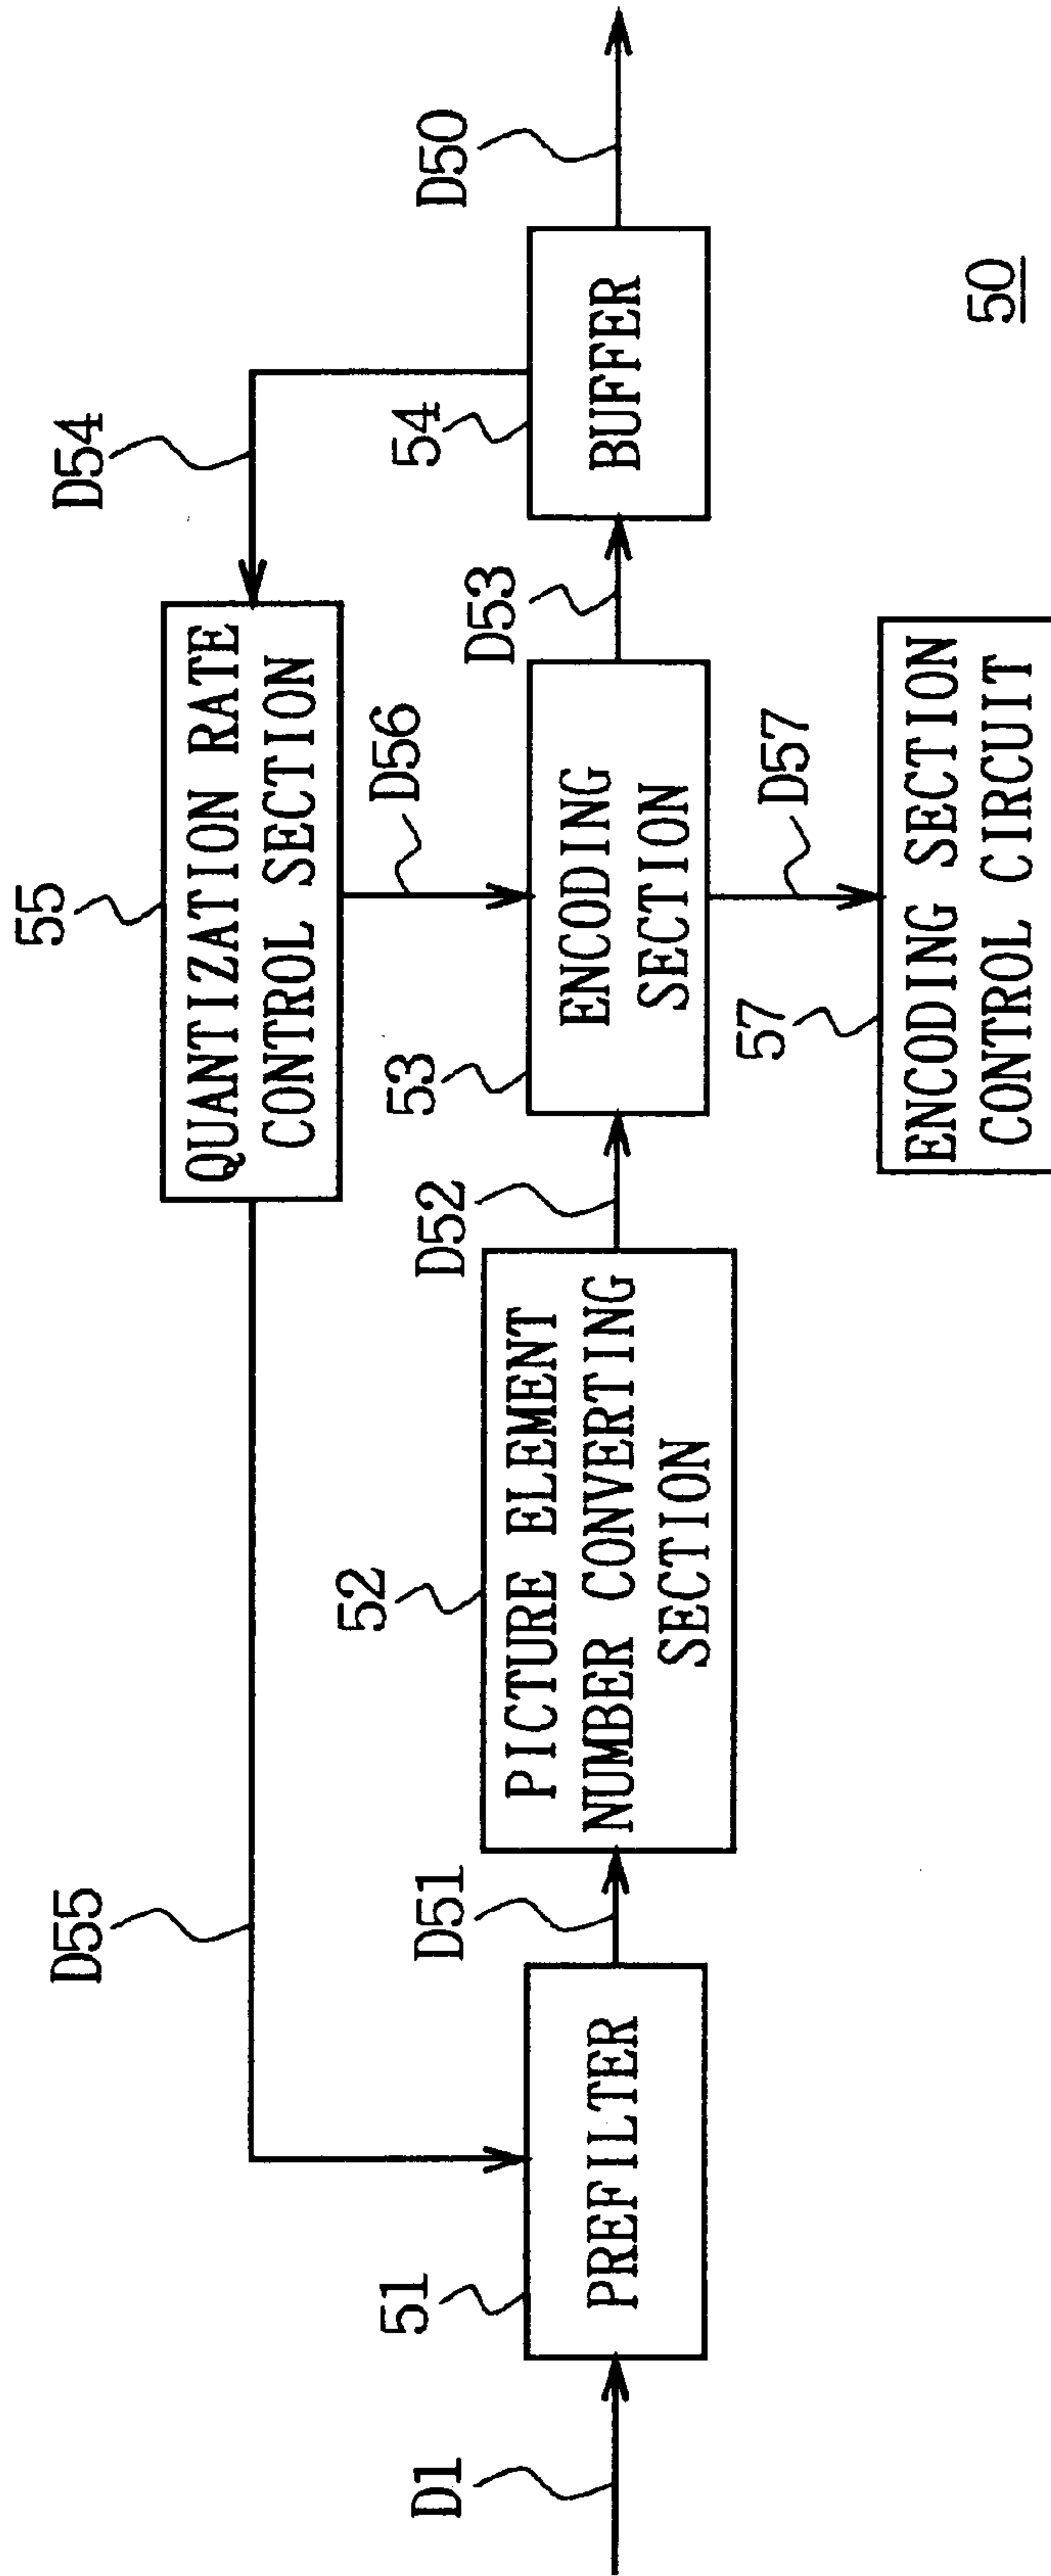 D55
55
D54
QUANTIZATION RATE
CONTROL SECTION
D56
D1
51
PREFILTER
D51
52
PICTURE ELEMENT
NUMBER CONVERTING
SECTION
D52
53
ENCODING
SECTION
D53
54
BUFFER
D50
D57
57
ENCODING SECTION
CONTROL CIRCUIT
50